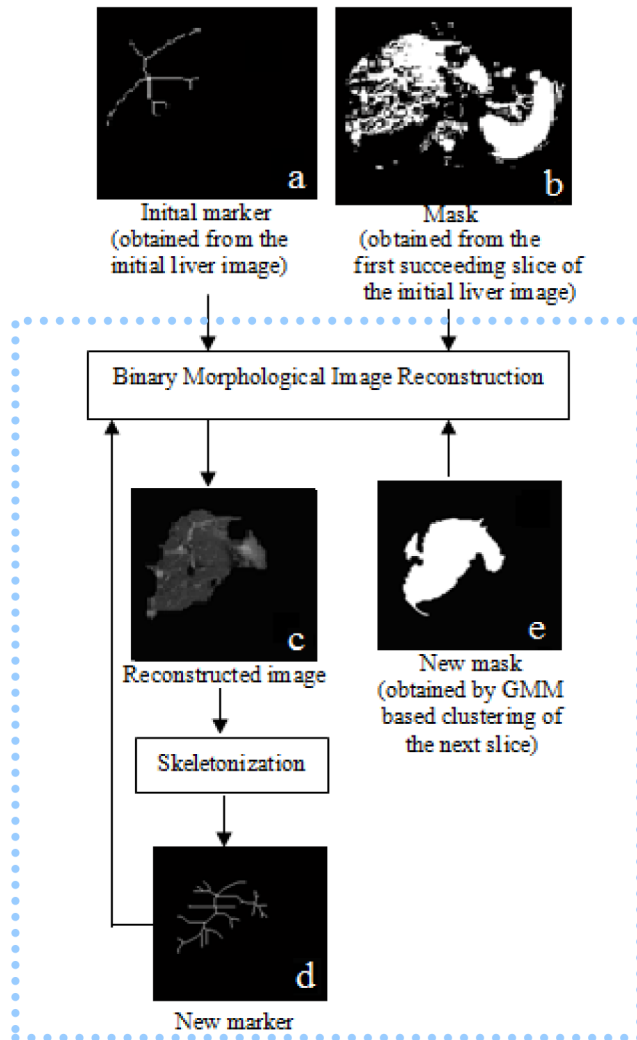 a
Initial marker
(obtained from the
initial liver image)
b
Mask
(obtained from the
first succeeding slice of
the initial liver image)
Binary Morphological Image Reconstruction
c
Reconstructed image
e
New mask
(obtained by GMM
based clustering of
the next slice)
Skeletonization
d
New marker